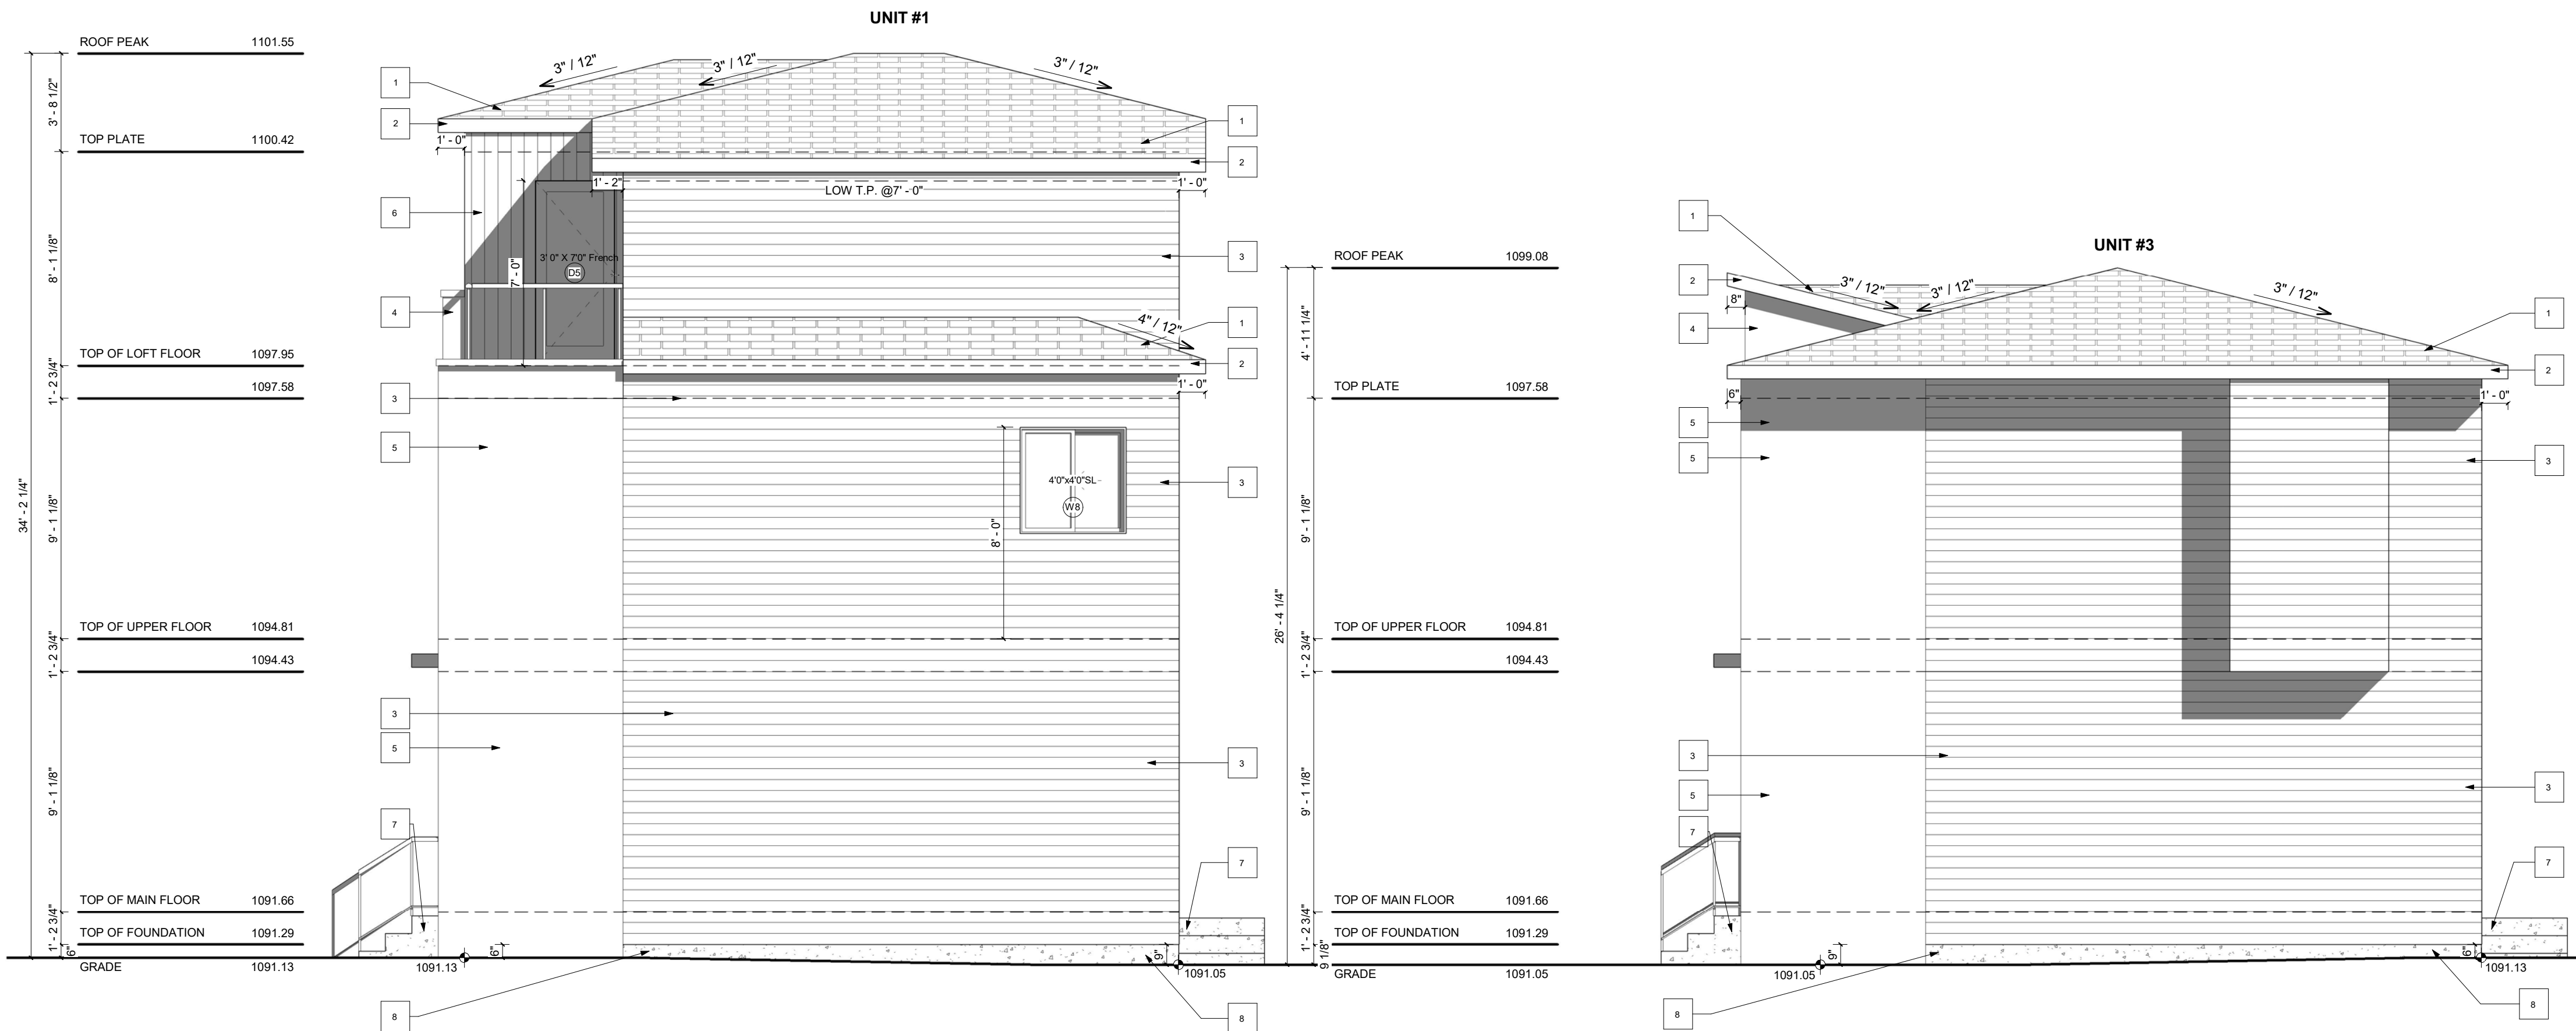 UNIT #1
ROOF PEAK 1101.55
3" / 12" 3" / 12" 3" / 12"
1
3' - 8 1/2"
2
1
TOP PLATE 1100.42
1' - 0"
2
1' - 2" LOW T.P. @7' - 0" 1' - 0"
6
8' - 1 1/8"
3' 0" X 7'0" French
D5
7' - 0"
3
4
4" / 12"
1
TOP OF LOFT FLOOR 1097.95
2
1' - 2 3/4"
1097.58
1' - 0"
3
5
34' - 2 1/4"
9' - 1 1/8"
4'0"x4'0"SL
W8
8' - 0"
3
TOP OF UPPER FLOOR 1094.81
1' - 2 3/4"
1094.43
3
5
3
9' - 1 1/8"
7
7
TOP OF MAIN FLOOR 1091.66
1' - 2 3/4"
TOP OF FOUNDATION 1091.29
6"
GRADE 1091.13
1091.13
6"
9"
1091.05
8
8
UNIT #3
ROOF PEAK 1099.08
1
2
3" / 12" 3" / 12" 3" / 12"
8"
4
1
4' - 11 1/4"
2
TOP PLATE 1097.58
6"
1' - 0"
5
5
3
26' - 4 1/4"
9' - 1 1/8"
TOP OF UPPER FLOOR 1094.81
1' - 2 3/4"
1094.43
3
5
3
9' - 1 1/8"
7
7
TOP OF MAIN FLOOR 1091.66
1' - 2 3/4"
TOP OF FOUNDATION 1091.29
9 1/8"
GRADE 1091.05
1091.05
9"
6"
1091.13
8
8